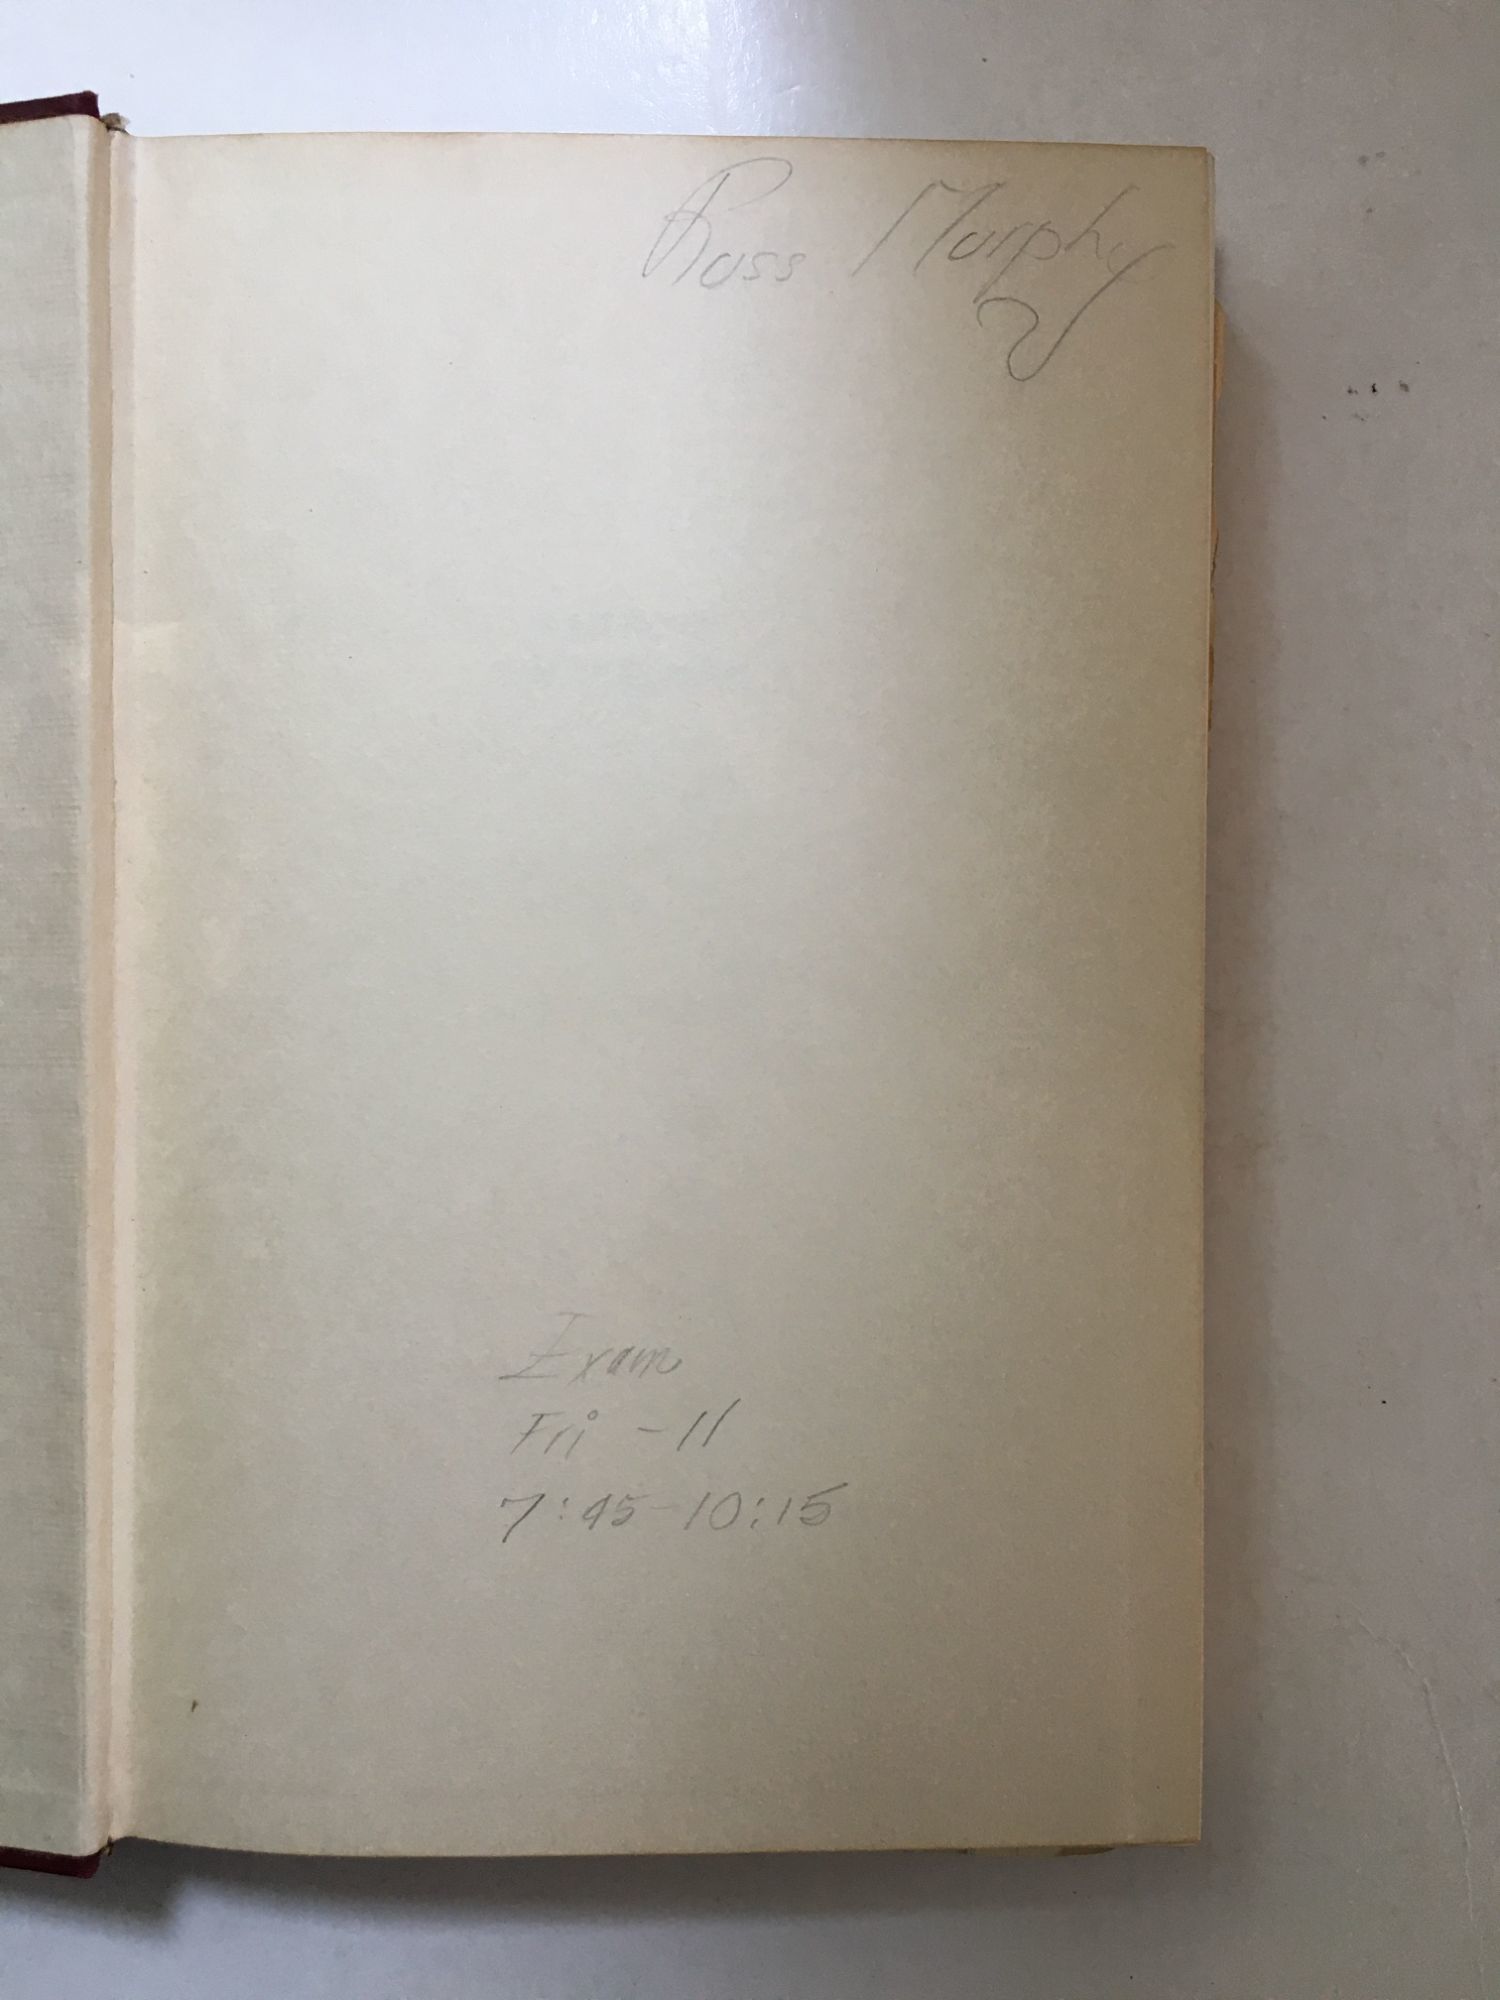 Ross Murphy
Exam
Fri - 11
7:45-10:15